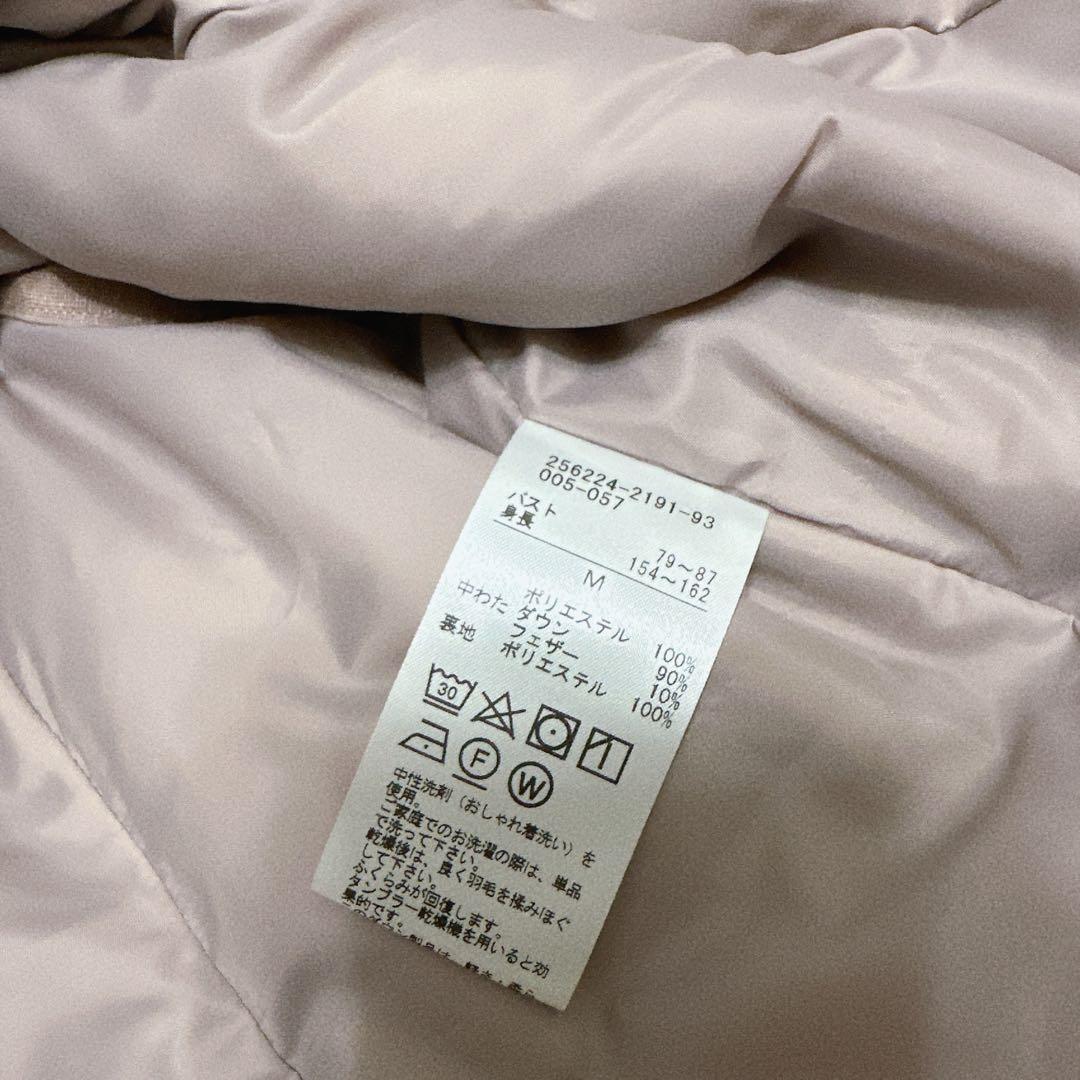 256224-2191-93
005-057
バスト 79〜87
身長 154〜162
M
ポリエステル 100%
中わた ダウン 90%
フェザー 10%
裏地 ポリエステル 100%
30
F
W
中性洗剤(おしゃれ着洗い)を
使用。
ご家庭でのお洗濯の際は、単品
で洗って下さい。
乾燥後は、良く羽毛を揉みほぐ
して下さい。
ふくらみが回復します。
タンブラー乾燥機を用いると効
果的です。